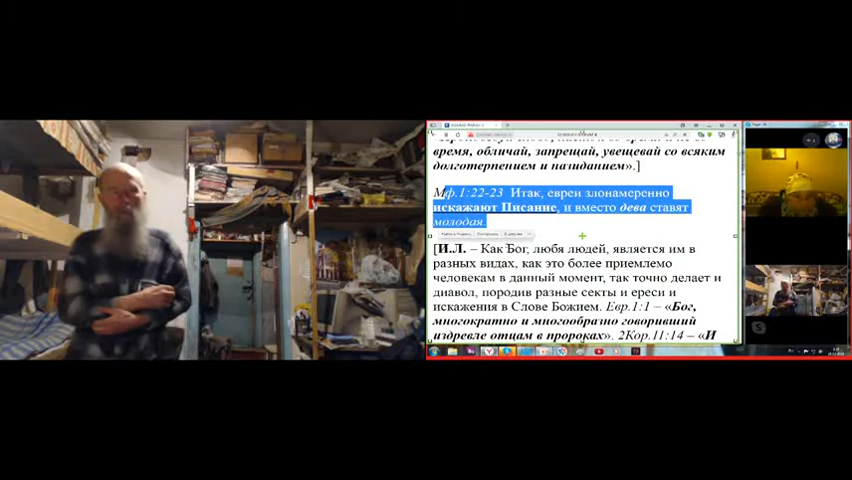 время, обличай, запрещай, увещевай со всяким
долготерпением и назиданием».]
Мф.1:22-23 Итак, евреи злонамеренно
искажают Писание, и вместо дева ставят
молодая.
[И.Л. – Как Бог, любя людей, является им в
разных видах, как это более приемлемо
человекам в данный момент, так точно делает и
диавол, породив разные секты и ереси и
искажения в Слове Божием. Евр.1:1 – «Бог,
многократно и многообразно говоривший
издревле отцам в пророках». 2Кор.11:14 – «И